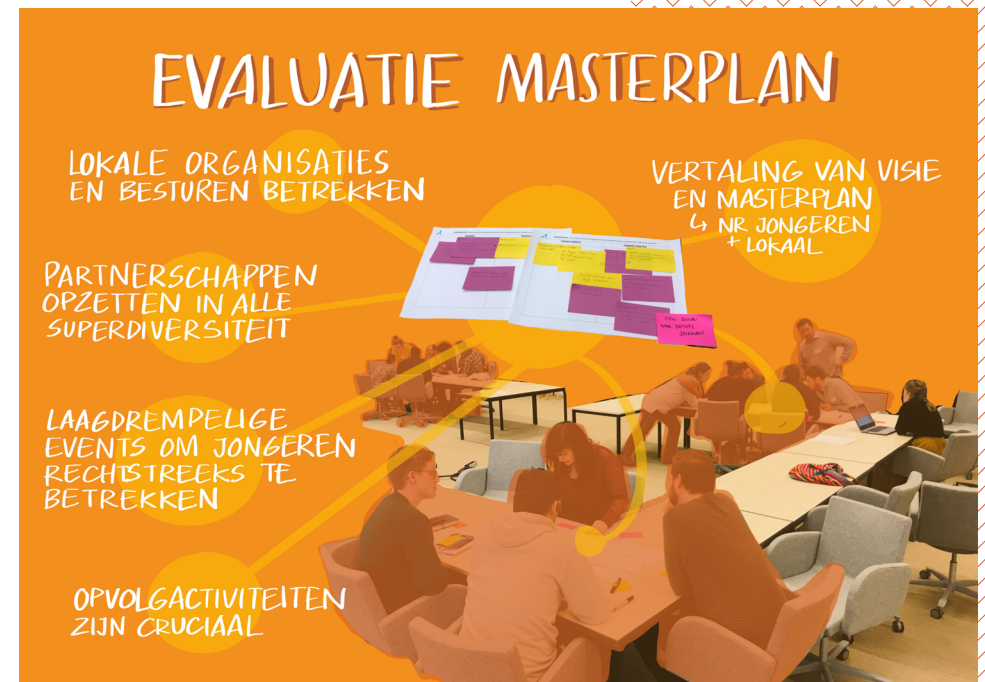 EVALUATIE MASTERPLAN
LOKALE ORGANISATIES
EN BESTUREN BETREKKEN
VERTALING VAN VISIE
EN MASTERPLAN
↳ NR JONGEREN
+ LOKAAL
PARTNERSCHAPPEN
OPZETTEN IN ALLE
SUPERDIVERSITEIT
LAAGDREMPELIGE
EVENTS OM JONGEREN
RECHTSTREEKS TE
BETREKKEN
OPVOLGACTIVITEITEN
ZIJN CRUCIAAL